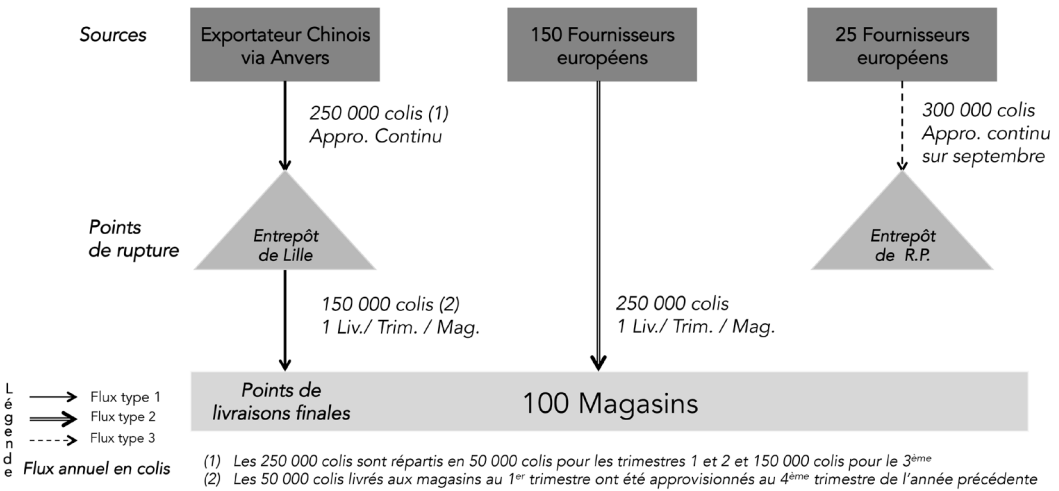 Sources
Exportateur Chinois
via Anvers
150 Fournisseurs
européens
25 Fournisseurs
européens
250 000 colis (1)
Appro. Continu
300 000 colis
Appro. continu
sur septembre
Points
de rupture
Entrepôt
de Lille
Entrepôt
de R.P.
150 000 colis (2)
1 Liv./ Trim. / Mag.
250 000 colis
1 Liv./ Trim. / Mag.
Points de
livraisons finales
100 Magasins
Légende
Flux type 1
Flux type 2
Flux type 3
Flux annuel en colis
(1) Les 250 000 colis sont répartis en 50 000 colis pour les trimestres 1 et 2 et 150 000 colis pour le 3ème
(2) Les 50 000 colis livrés aux magasins au 1er trimestre ont été approvisionnés au 4ème trimestre de l'année précédente